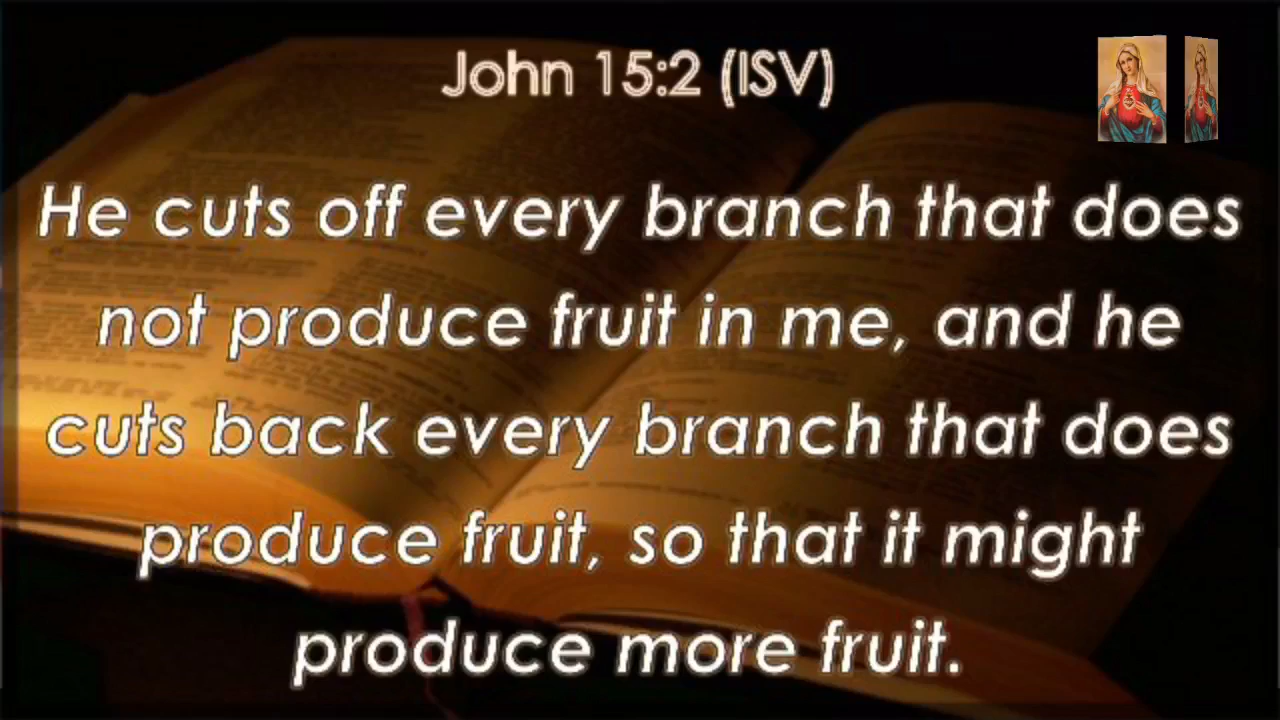 John 15:2 (ISV)
He cuts off every branch that does
not produce fruit in me, and he
cuts back every branch that does
produce fruit, so that it might
produce more fruit.